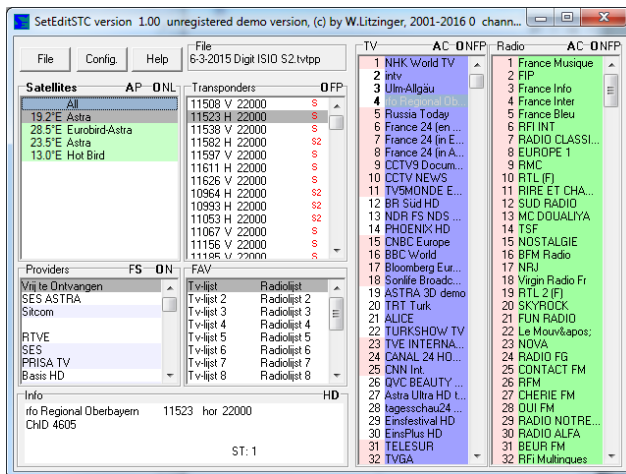 SetEditSTC version 1.00 unregistered demo version, (c) by W.Litzinger, 2001-2016 0 chann...
File Config. Help
File
6-3-2015 Digit ISIO S2.tvtpp
Satellites AP ONL
All
19.2°E Astra
28.5°E Eurobird-Astra
23.5°E Astra
13.0°E Hot Bird
Transponders OFP
11508 V 22000 S
11523 H 22000 S
11538 V 22000 S
11582 H 22000 S2
11597 V 22000 S
11611 H 22000 S
11626 V 22000 S
10964 H 22000 S2
10993 H 22000 S2
11053 H 22000 S2
11067 V 22000 S
11156 V 22000 S
11185 V 22000 S
Providers FS ON
Vrij te Ontvangen
SES ASTRA
Sitcom
RTVE
SES
PRISA TV
Basis HD
FAV
Tv-lijst Radiolijst
Tv-lijst 2 Radiolijst 2
Tv-lijst 3 Radiolijst 3
Tv-lijst 4 Radiolijst 4
Tv-lijst 5 Radiolijst 5
Tv-lijst 6 Radiolijst 6
Tv-lijst 7 Radiolijst 7
Tv-lijst 8 Radiolijst 8
Info HD
rfo Regional Oberbayern 11523 hor 22000
ChID 4605
ST: 1
TV AC-ONFP
1 NHK World TV
2 intv
3 Ulm-Allgäu
4 rfo Regional Ob...
5 Russia Today
6 France 24 (en ...
7 France 24 (in E...
8 France 24 (in A...
9 CCTV9 Docum...
10 CCTV NEWS
11 TV5MONDE E...
12 BR Süd HD
13 NDR FS NDS ...
14 PHOENIX HD
15 CNBC Europe
16 BBC World
17 Bloomberg Eur...
18 Sonlife Broadc...
19 ASTRA 3D demo
20 TRT Turk
21 ALICE
22 TURKSHOW TV
23 TVE INTERNA...
24 CANAL 24 HO...
25 CNN Int.
26 QVC BEAUTY ...
27 Astra Ultra HD t...
28 tagesschau24 ...
29 Einsfestival HD
30 EinsPlus HD
31 TELESUR
32 TVGA
Radio AC-ONFP
1 France Musique
2 FIP
3 France Info
4 France Inter
5 France Bleu
6 RFI INT
7 RADIO CLASSI...
8 EUROPE 1
9 RMC
10 RTL (F)
11 RIRE ET CHA...
12 SUD RADIO
13 MC DOUALIYA
14 TSF
15 NOSTALGIE
16 BFM Radio
17 NRJ
18 Virgin Radio Fr
19 RTL 2 (F)
20 SKYROCK
21 FUN RADIO
22 Le Mouv&apos;
23 NOVA
24 RADIO FG
25 CONTACT FM
26 RFM
27 CHERIE FM
28 OUI FM
29 RADIO NOTRE...
30 RADIO ALFA
31 BEUR FM
32 RFi Multingues